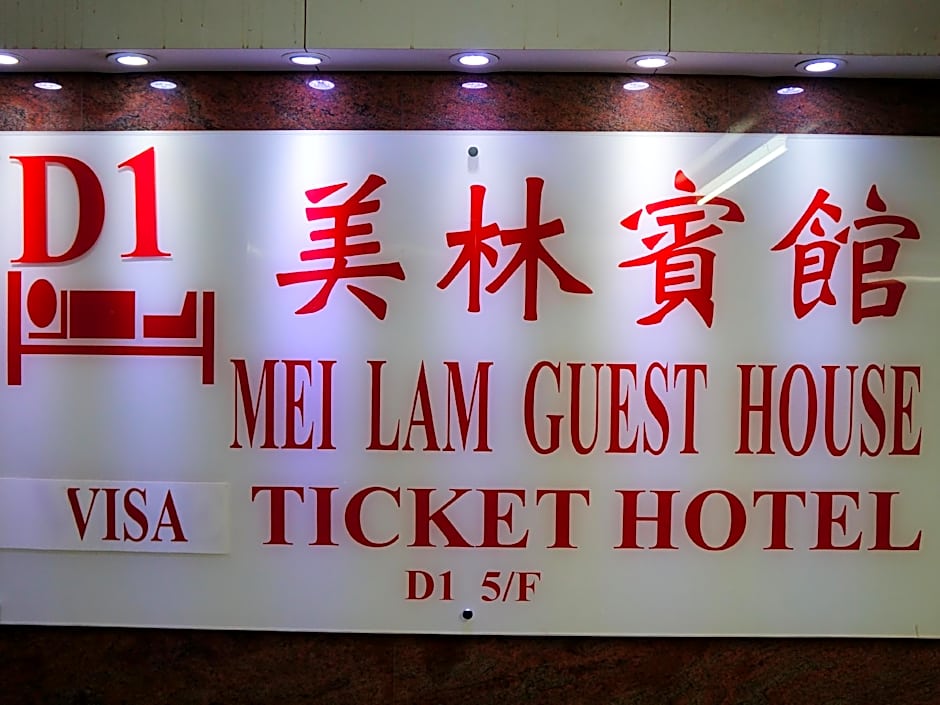 D1
美林賓館
MEI LAM GUEST HOUSE
VISA TICKET HOTEL
D1 5/F